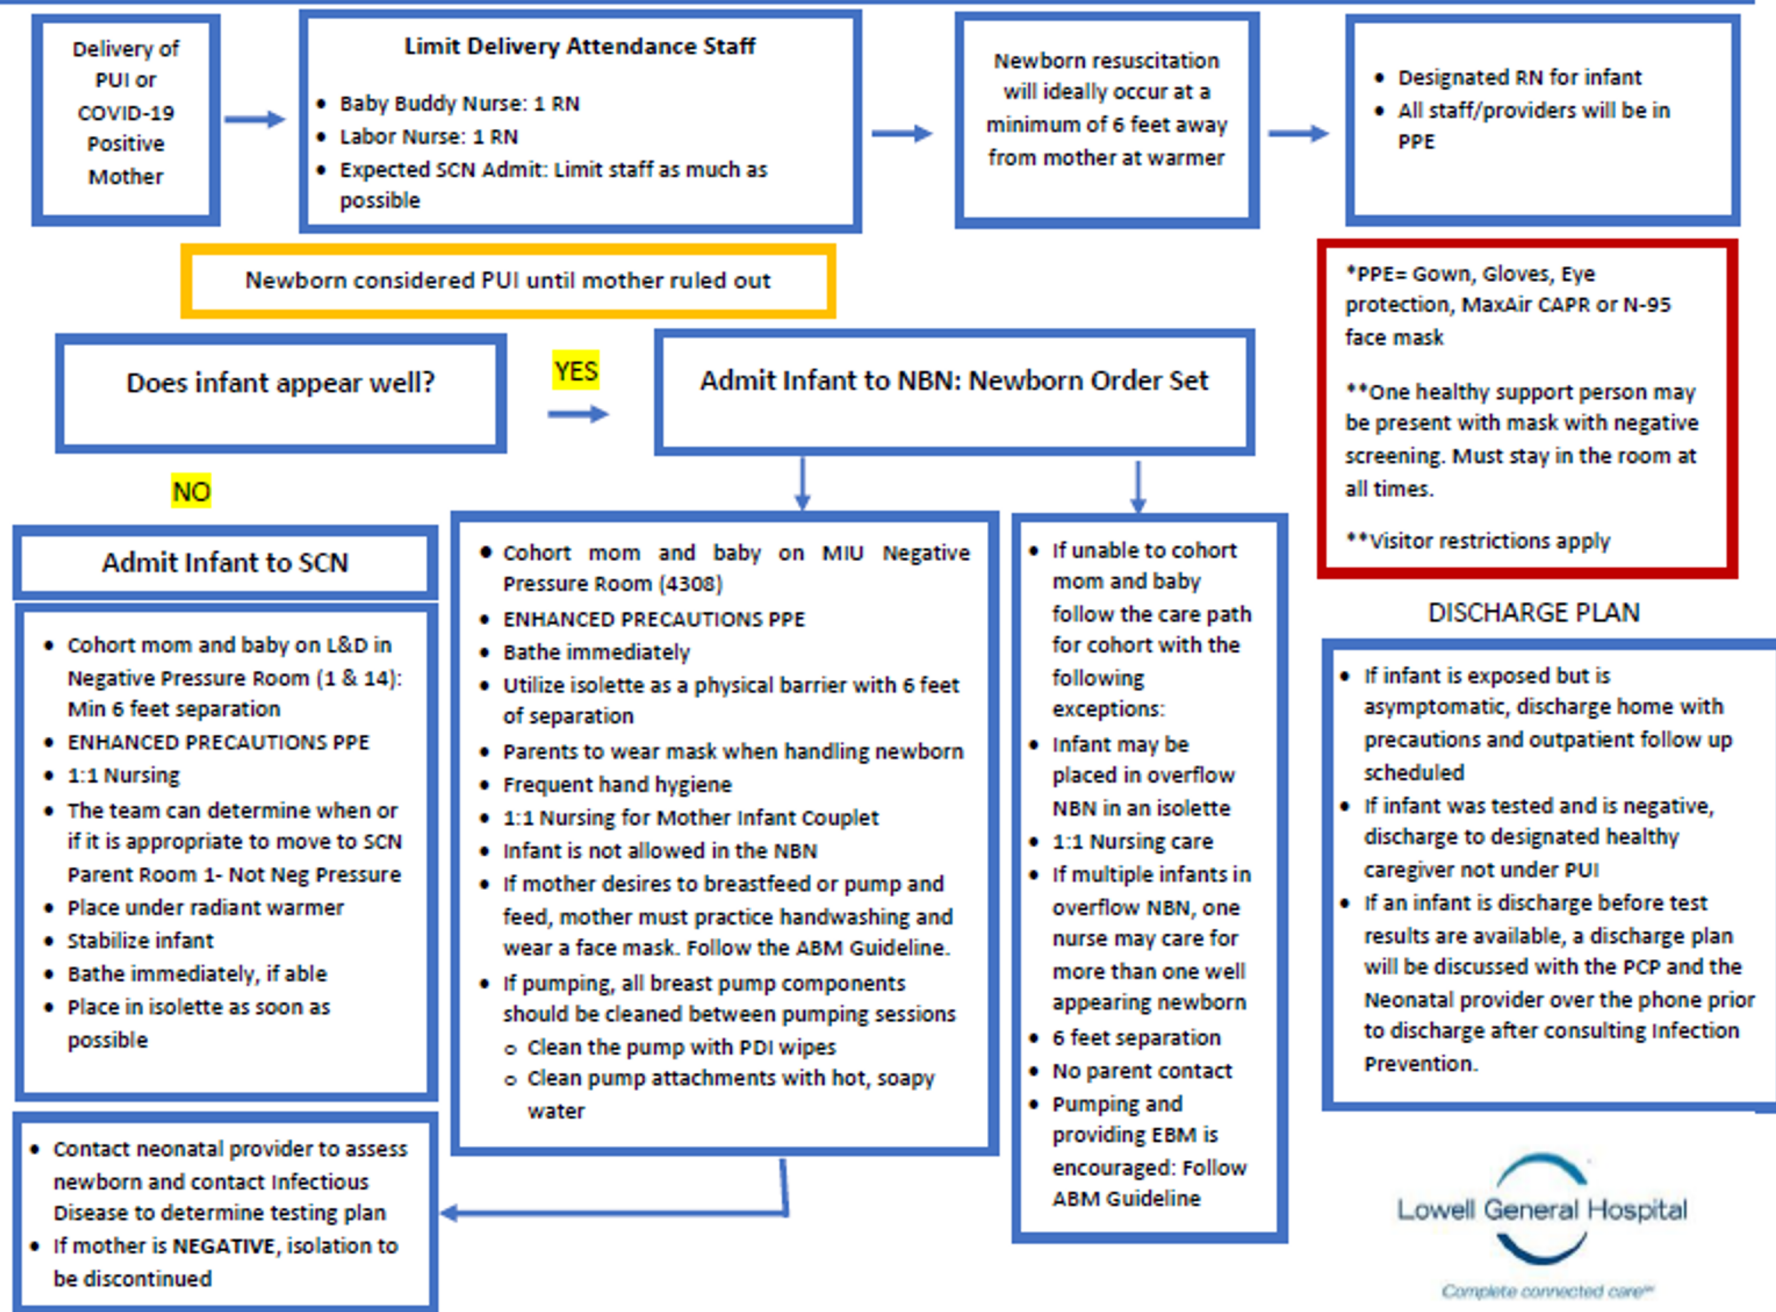 Delivery of
PUI or
COVID-19
Positive
Mother
Limit Delivery Attendance Staff
• Baby Buddy Nurse: 1 RN
• Labor Nurse: 1 RN
• Expected SCN Admit: Limit staff as much as
possible
Newborn resuscitation
will ideally occur at a
minimum of 6 feet away
from mother at warmer
• Designated RN for infant
• All staff/providers will be in
PPE
Newborn considered PUI until mother ruled out
*PPE= Gown, Gloves, Eye
protection, MaxAir CAPR or N-95
face mask
**One healthy support person may
be present with mask with negative
screening. Must stay in the room at
all times.
**Visitor restrictions apply
Does infant appear well?
YES
Admit Infant to NBN: Newborn Order Set
NO
Admit Infant to SCN
• Cohort mom and baby on L&D in
Negative Pressure Room (1 & 14):
Min 6 feet separation
• ENHANCED PRECAUTIONS PPE
• 1:1 Nursing
• The team can determine when or
if it is appropriate to move to SCN
Parent Room 1- Not Neg Pressure
• Place under radiant warmer
• Stabilize infant
• Bathe immediately, if able
• Place in isolette as soon as
possible
• Contact neonatal provider to assess
newborn and contact Infectious
Disease to determine testing plan
• If mother is NEGATIVE, isolation to
be discontinued
• Cohort mom and baby on MIU Negative
Pressure Room (4308)
• ENHANCED PRECAUTIONS PPE
• Bathe immediately
• Utilize isolette as a physical barrier with 6 feet
of separation
• Parents to wear mask when handling newborn
• Frequent hand hygiene
• 1:1 Nursing for Mother Infant Couplet
• Infant is not allowed in the NBN
• If mother desires to breastfeed or pump and
feed, mother must practice handwashing and
wear a face mask. Follow the ABM Guideline.
• If pumping, all breast pump components
should be cleaned between pumping sessions
o Clean the pump with PDI wipes
o Clean pump attachments with hot, soapy
water
• If unable to cohort
mom and baby
follow the care path
for cohort with the
following
exceptions:
• Infant may be
placed in overflow
NBN in an isolette
• 1:1 Nursing care
• If multiple infants in
overflow NBN, one
nurse may care for
more than one well
appearing newborn
• 6 feet separation
• No parent contact
• Pumping and
providing EBM is
encouraged: Follow
ABM Guideline
DISCHARGE PLAN
• If infant is exposed but is
asymptomatic, discharge home with
precautions and outpatient follow up
scheduled
• If infant was tested and is negative,
discharge to designated healthy
caregiver not under PUI
• If an infant is discharge before test
results are available, a discharge plan
will be discussed with the PCP and the
Neonatal provider over the phone prior
to discharge after consulting Infection
Prevention.
Lowell General Hospital
Complete connected care℠